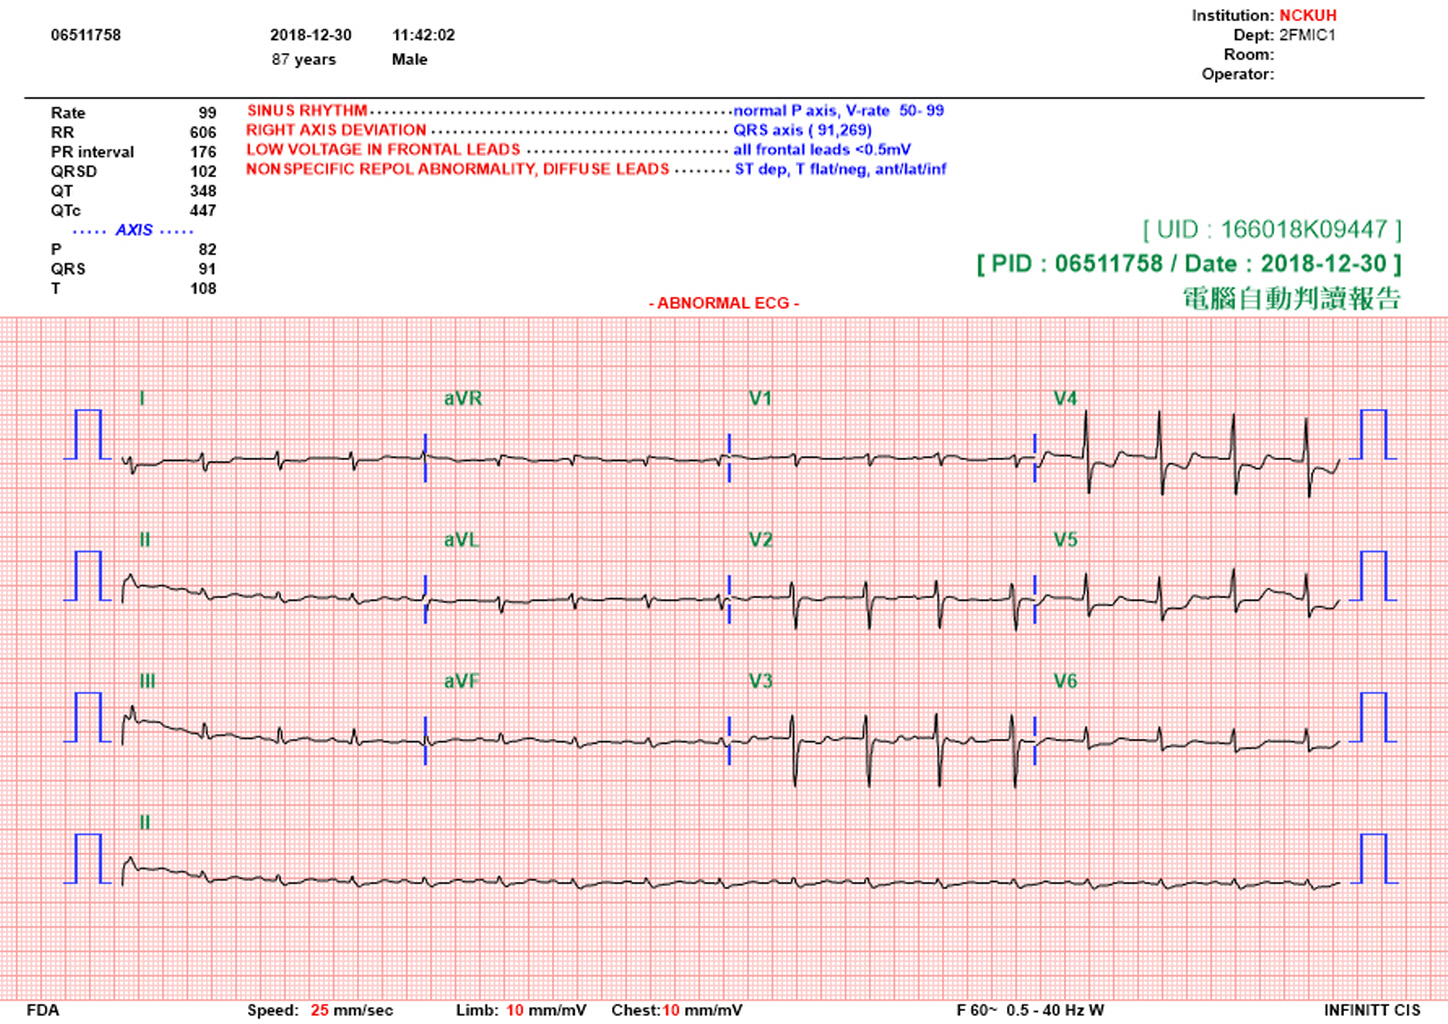 Institution: NCKUH
06511758 2018-12-30 11:42:02 Dept: 2FMIC1
87 years Male Room:
Operator:
Rate 99 SINUS RHYTHM normal P axis, V-rate 50- 99
RR 606 RIGHT AXIS DEVIATION QRS axis ( 91,269)
PR interval 176 LOW VOLTAGE IN FRONTAL LEADS all frontal leads <0.5mV
QRSD 102 NONSPECIFIC REPOL ABNORMALITY, DIFFUSE LEADS ST dep, T flat/neg, ant/lat/inf
QT 348
QTc 447
····· AXIS ·····
P 82
QRS 91
T 108
[ UID : 166018K09447 ]
[ PID : 06511758 / Date : 2018-12-30 ]
電腦自動判讀報告
- ABNORMAL ECG -
I aVR V1 V4
II aVL V2 V5
III aVF V3 V6
II
FDA Speed: 25 mm/sec Limb: 10 mm/mV Chest:10 mm/mV F 60~ 0.5 - 40 Hz W INFINITT CIS